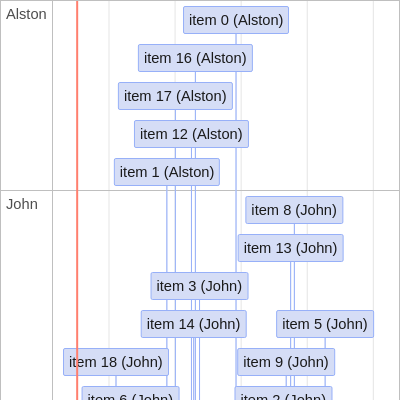 Alston
item 0 (Alston)
item 16 (Alston)
item 17 (Alston)
item 12 (Alston)
item 1 (Alston)
John
item 8 (John)
item 13 (John)
item 3 (John)
item 14 (John)
item 5 (John)
item 18 (John)
item 9 (John)
item 6 (John)
item 2 (John)